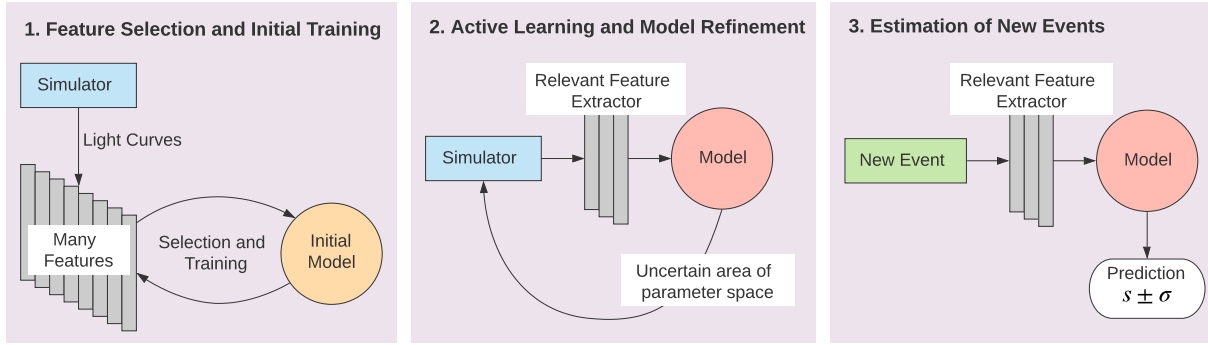 1. Feature Selection and Initial Training
Simulator
Light Curves
Many
Features
Selection and
Training
Initial
Model
2. Active Learning and Model Refinement
Relevant Feature
Extractor
Simulator
Model
Uncertain area of
parameter space
3. Estimation of New Events
Relevant Feature
Extractor
New Event
Model
Prediction
s ± σ